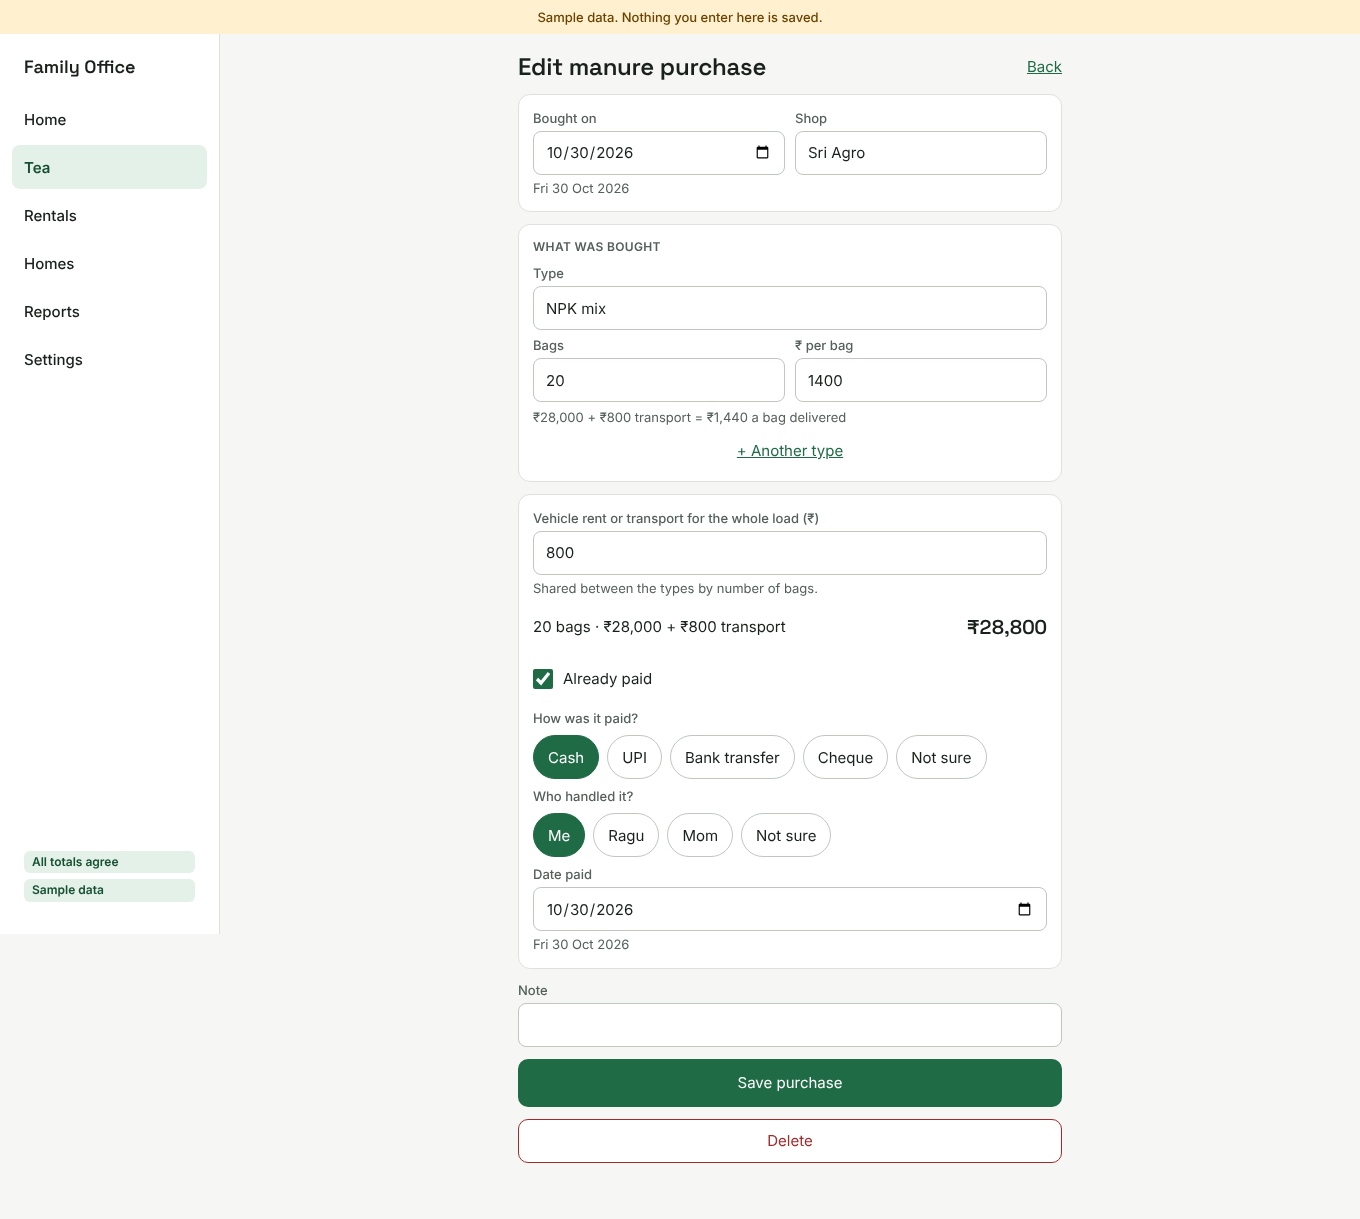 Sample data. Nothing you enter here is saved.
Family Office
Home
Tea
Rentals
Homes
Reports
Settings
All totals agree
Sample data
Edit manure purchase
Back
Bought on
Shop
10/30/2026
Sri Agro
Fri 30 Oct 2026
WHAT WAS BOUGHT
Type
NPK mix
Bags
₹ per bag
20
1400
₹28,000 + ₹800 transport = ₹1,440 a bag delivered
+ Another type
Vehicle rent or transport for the whole load (₹)
800
Shared between the types by number of bags.
20 bags · ₹28,000 + ₹800 transport
₹28,800
Already paid
How was it paid?
Cash
UPI
Bank transfer
Cheque
Not sure
Who handled it?
Me
Ragu
Mom
Not sure
Date paid
10/30/2026
Fri 30 Oct 2026
Note
Save purchase
Delete